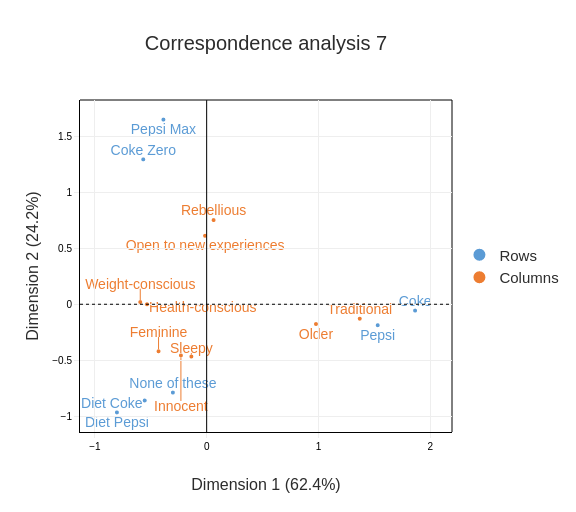 Correspondence analysis 7
Pepsi Max
Coke Zero
Rebellious
Open to new experiences
Weight-conscious
Health-conscious
Coke
Traditional
Older
Pepsi
Feminine
Sleepy
None of these
Diet Coke
Innocent
Diet Pepsi
1.5
1
0.5
0
−0.5
−1
−1
0
1
2
Dimension 2 (24.2%)
Dimension 1 (62.4%)
Rows
Columns